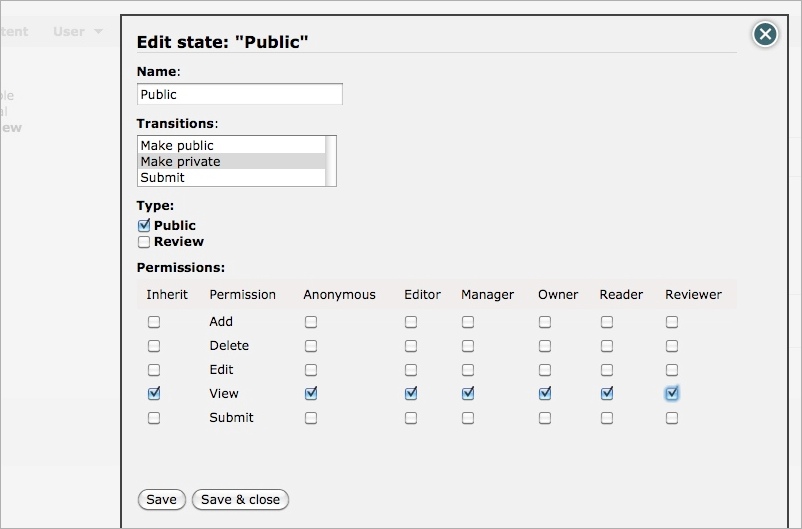 tent User
ple
al
ew
Edit state: "Public"
Name:
Public
Transitions:
Make public
Make private
Submit
Type:
Public
Review
Permissions:
Inherit Permission Anonymous Editor Manager Owner Reader Reviewer
Add
Delete
Edit
View
Submit
Save Save & close